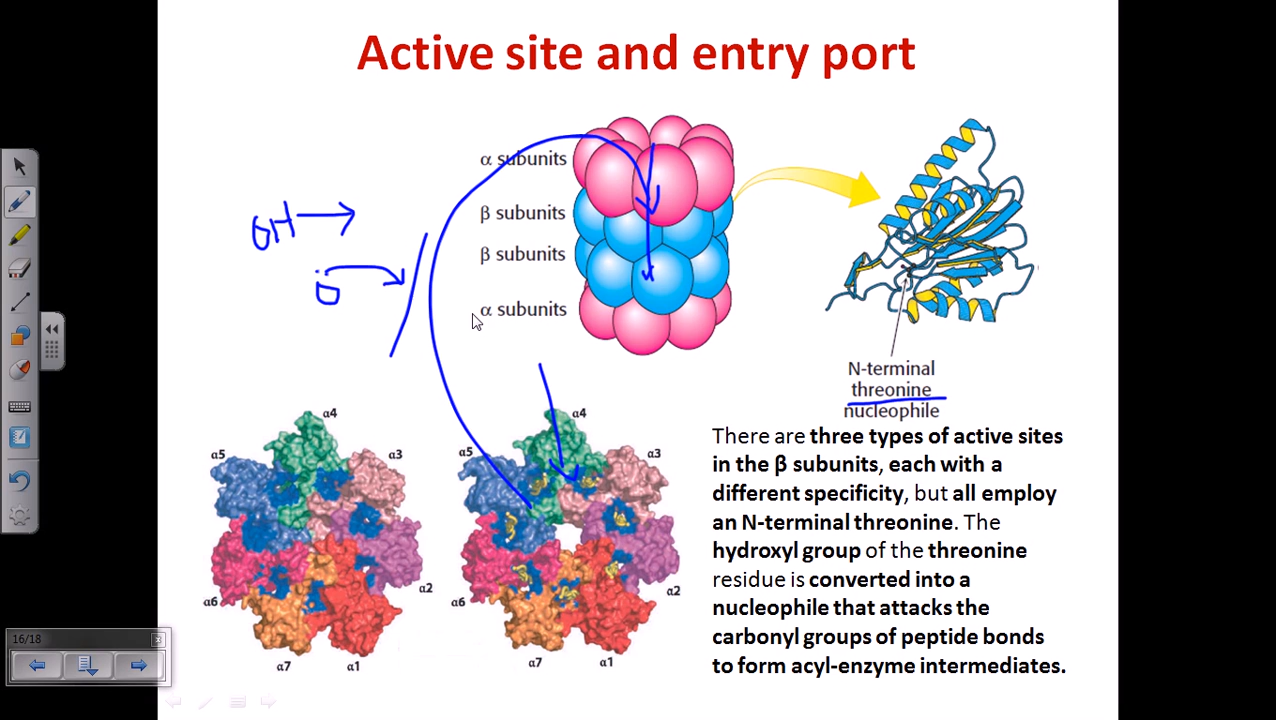 Active site and entry port
α subunits
β subunits
β subunits
α subunits
OH
Ö
N-terminal
threonine
nucleophile
α4
α5
α3
α6
α2
α7
α1
α4
α5
α3
α6
α2
α7
α1
There are three types of active sites
in the β subunits, each with a
different specificity, but all employ
an N-terminal threonine. The
hydroxyl group of the threonine
residue is converted into a
nucleophile that attacks the
carbonyl groups of peptide bonds
to form acyl-enzyme intermediates.
16/18